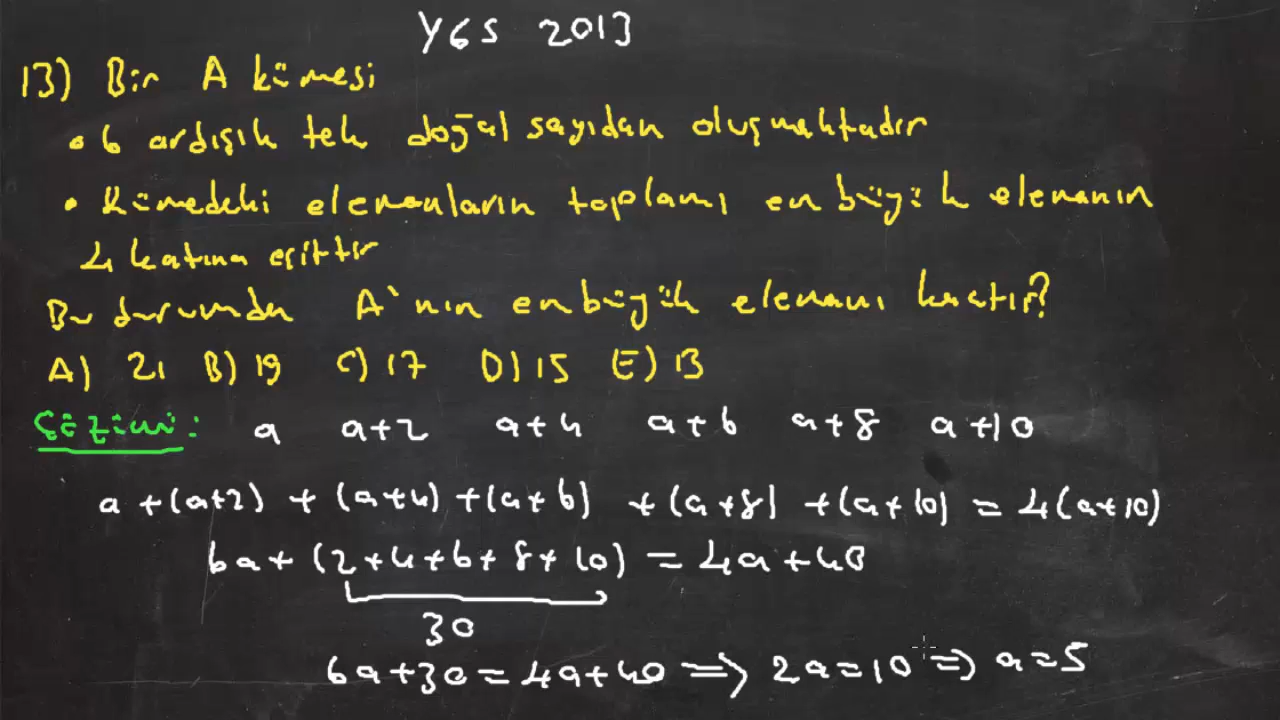 YGS 2013
13) Bir A kümesi
• 6 ardışık tek doğal sayıdan oluşmaktadır
• Kümedeki elemanların toplamı en büyük elemanın
4 katına eşittir
Bu durumda A'nın en büyük elemanı kaçtır?
A) 21 B) 19 C) 17 D) 15 E) 13
Çözüm: a a+2 a+4 a+6 a+8 a+10
a +(a+2) + (a+4) +(a+6) +(a+8) +(a+10) = 4(a+10)
6a+ (2+4+6+8+10) = 4a+40
30
6a+30=4a+40 => 2a=10 => a=5